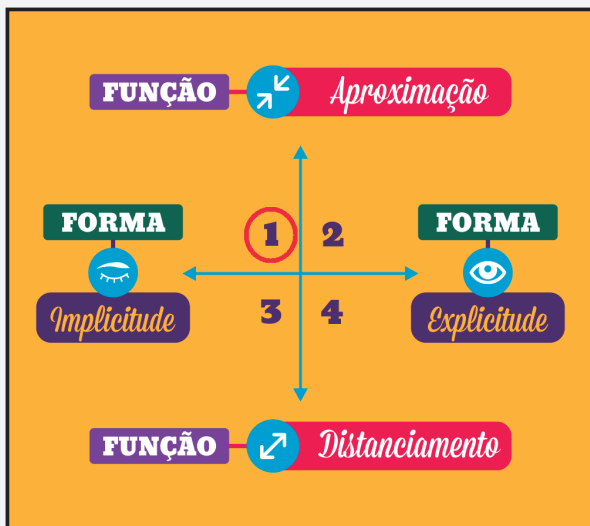 FUNÇÃO Aproximação
FORMA
FORMA
1 2
Implicitude
Explicitude
3 4
FUNÇÃO Distanciamento